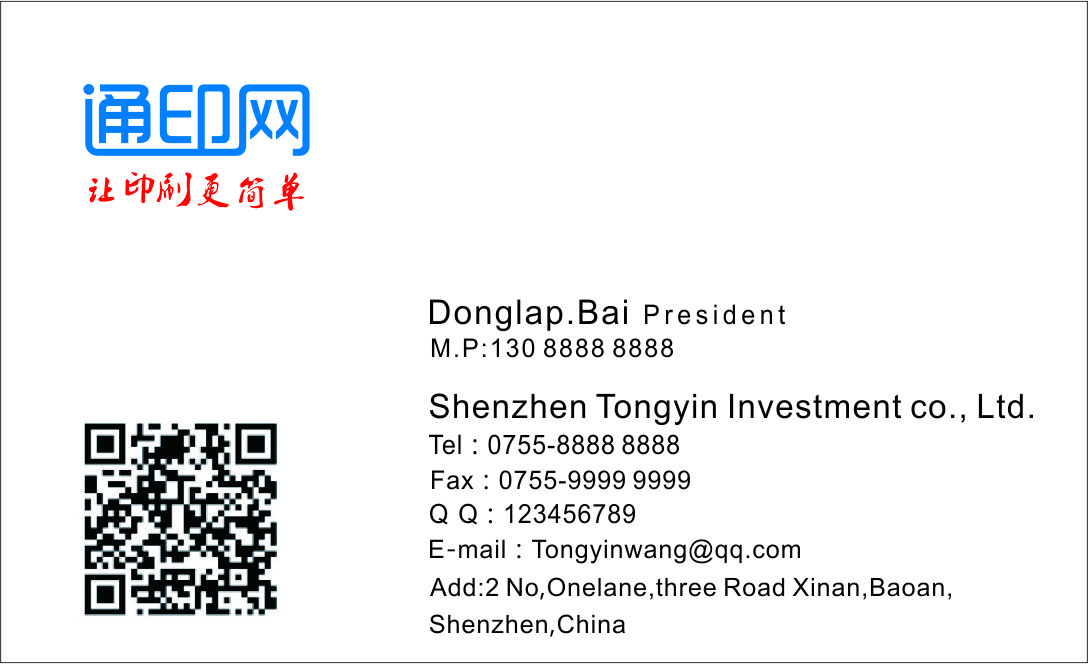 通印网
让印刷更简单
Donglap.Bai President
M.P:130 8888 8888
Shenzhen Tongyin Investment co., Ltd.
Tel : 0755-8888 8888
Fax : 0755-9999 9999
Q Q : 123456789
E-mail : Tongyinwang@qq.com
Add:2 No,Onelane,three Road Xinan,Baoan,
Shenzhen,China